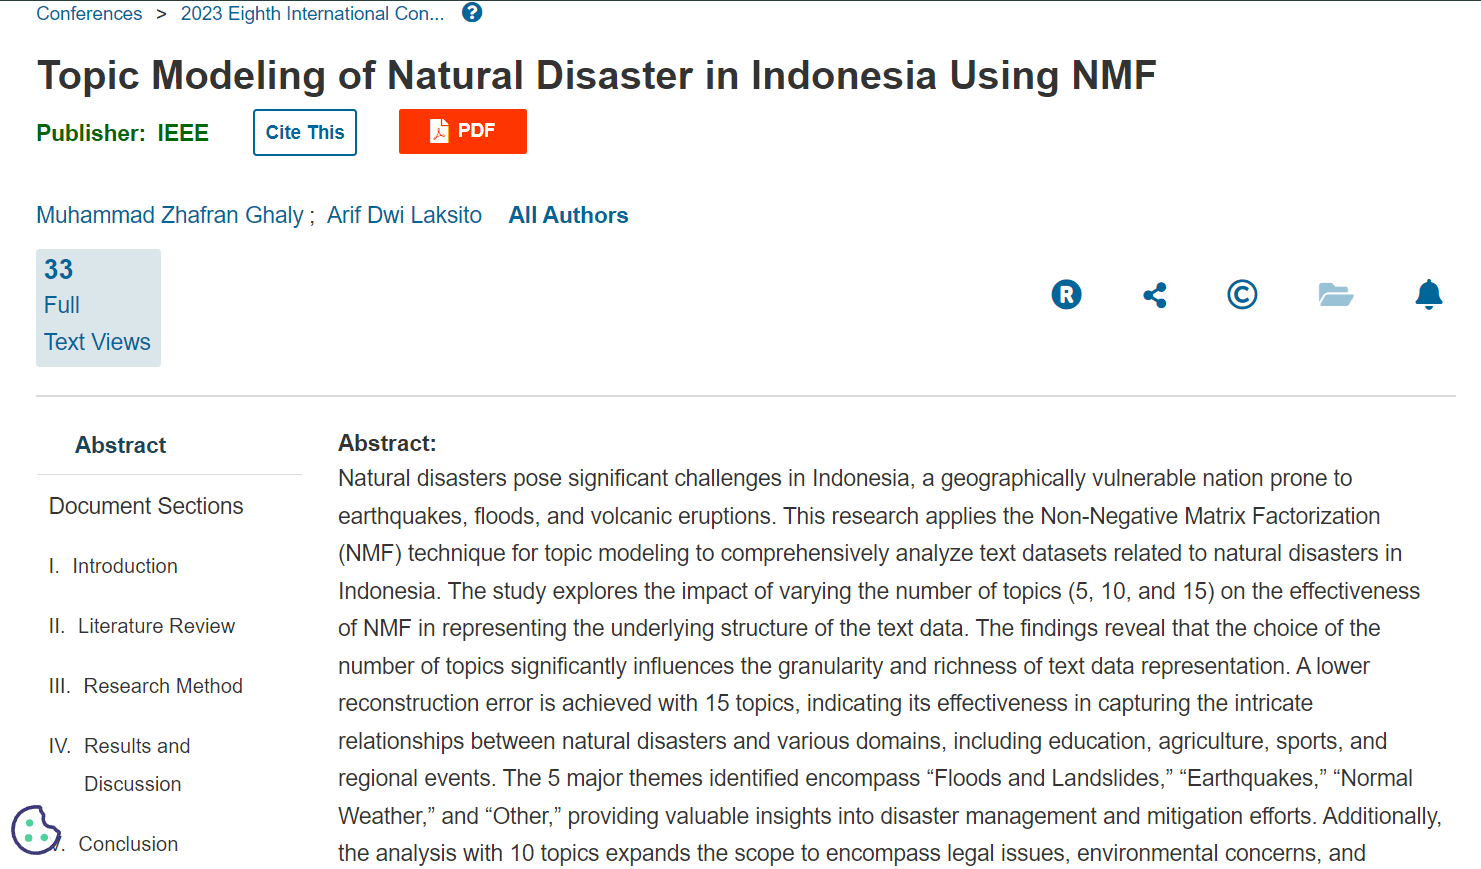 Conferences > 2023 Eighth International Con... ?
Topic Modeling of Natural Disaster in Indonesia Using NMF
Publisher: IEEE Cite This PDF
Muhammad Zhafran Ghaly ; Arif Dwi Laksito All Authors
33
Full
Text Views
R ©
Abstract
Document Sections
I. Introduction
II. Literature Review
III. Research Method
IV. Results and
Discussion
V. Conclusion
Abstract:
Natural disasters pose significant challenges in Indonesia, a geographically vulnerable nation prone to
earthquakes, floods, and volcanic eruptions. This research applies the Non-Negative Matrix Factorization
(NMF) technique for topic modeling to comprehensively analyze text datasets related to natural disasters in
Indonesia. The study explores the impact of varying the number of topics (5, 10, and 15) on the effectiveness
of NMF in representing the underlying structure of the text data. The findings reveal that the choice of the
number of topics significantly influences the granularity and richness of text data representation. A lower
reconstruction error is achieved with 15 topics, indicating its effectiveness in capturing the intricate
relationships between natural disasters and various domains, including education, agriculture, sports, and
regional events. The 5 major themes identified encompass “Floods and Landslides,” “Earthquakes,” “Normal
Weather,” and “Other,” providing valuable insights into disaster management and mitigation efforts. Additionally,
the analysis with 10 topics expands the scope to encompass legal issues, environmental concerns, and